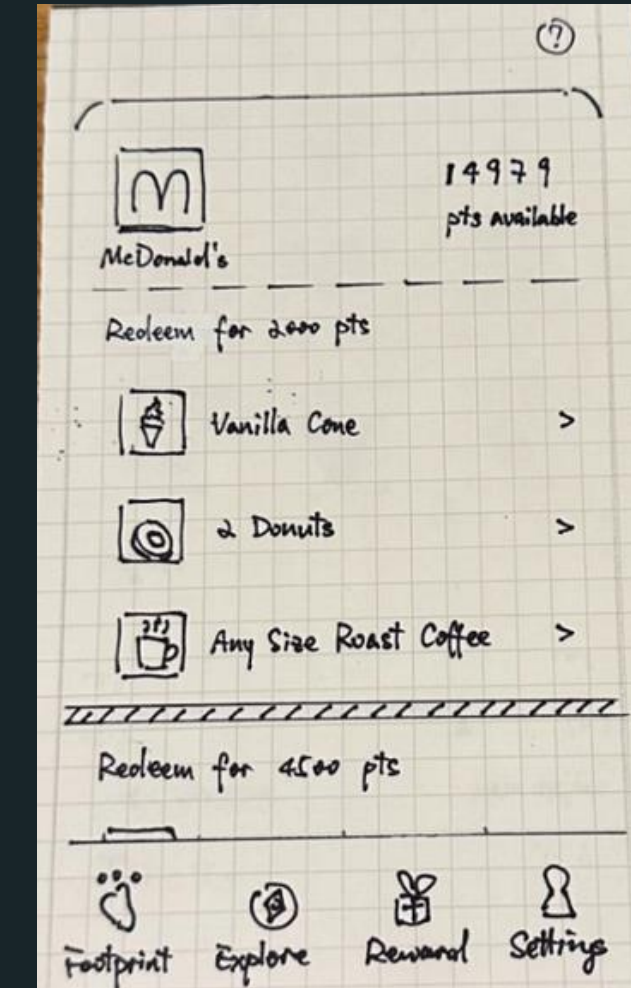 ?
M
14979
pts available
McDonald's
Redeem for 2000 pts
Vanilla Cone >
2 Donuts >
Any Size Roast Coffee >
Redeem for 4500 pts
Footprint Explore Reward Setting